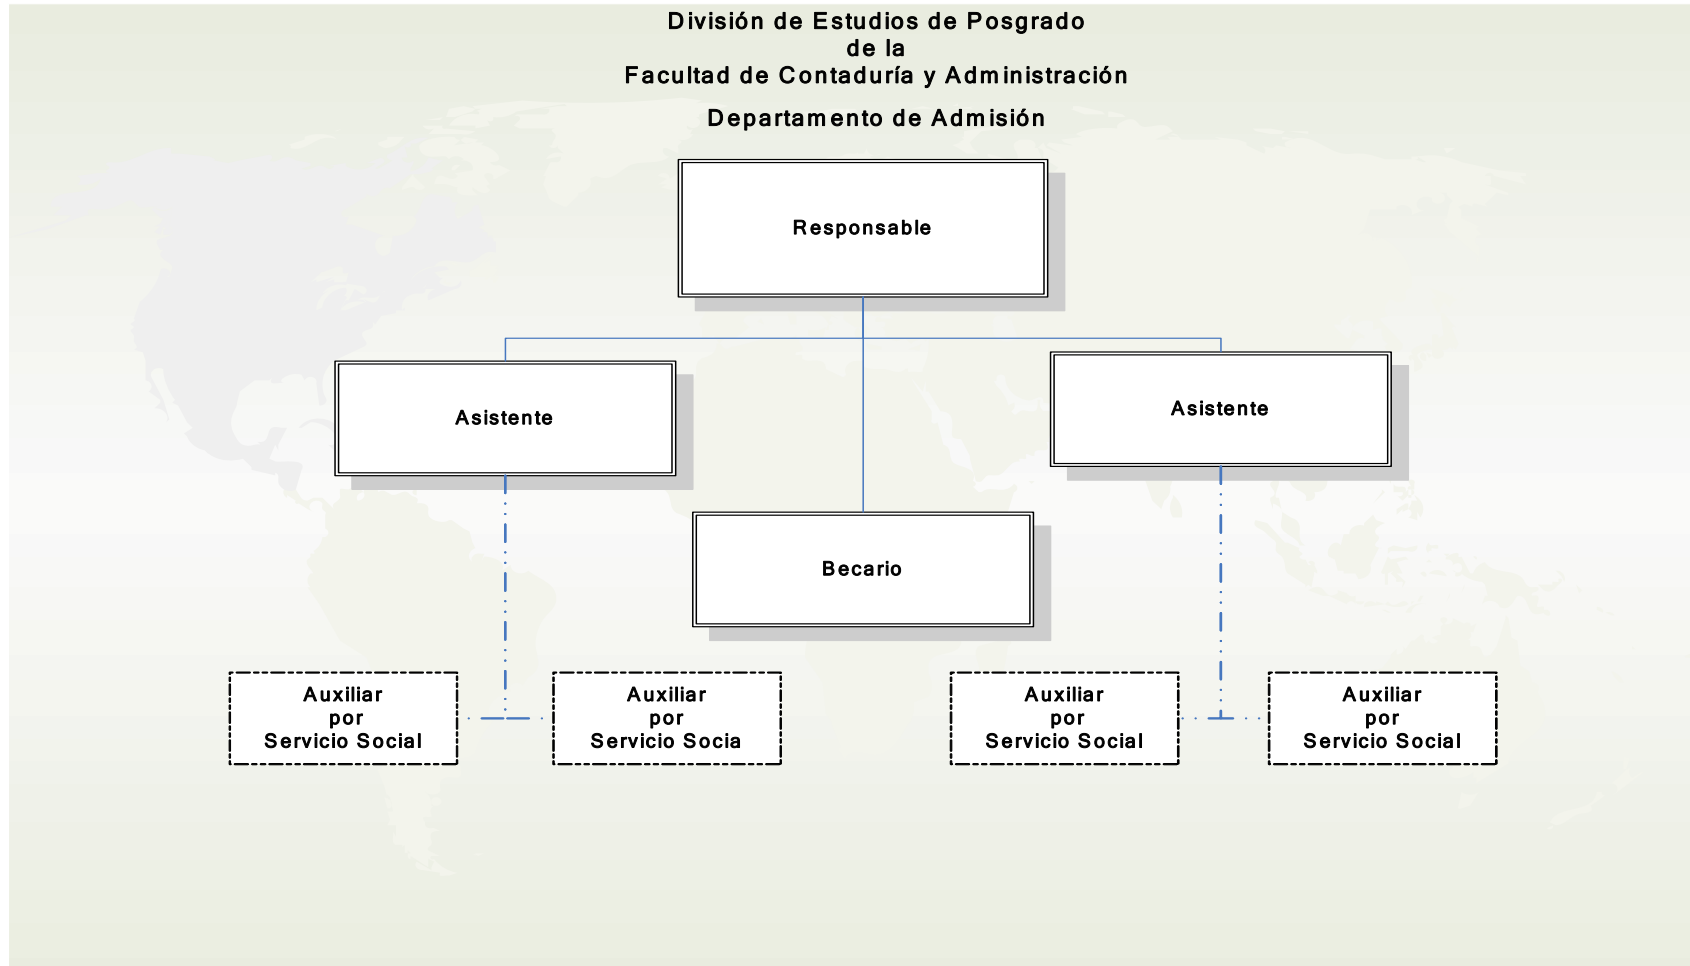 División de Estudios de Posgrado
de la
Facultad de Contaduría y Administración
Departamento de Admisión
Responsable
Asistente
Asistente
Becario
Auxiliar
por
Servicio Social
Auxiliar
por
Servicio Socia
Auxiliar
por
Servicio Social
Auxiliar
por
Servicio Social